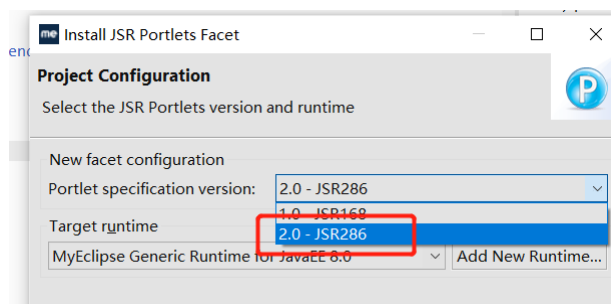 me Install JSR Portlets Facet
Project Configuration
Select the JSR Portlets version and runtime
P
New facet configuration
Portlet specification version: 2.0 - JSR286
1.0 - JSR168
2.0 - JSR286
Target runtime
MyEclipse Generic Runtime for JavaEE 8.0 Add New Runtime...